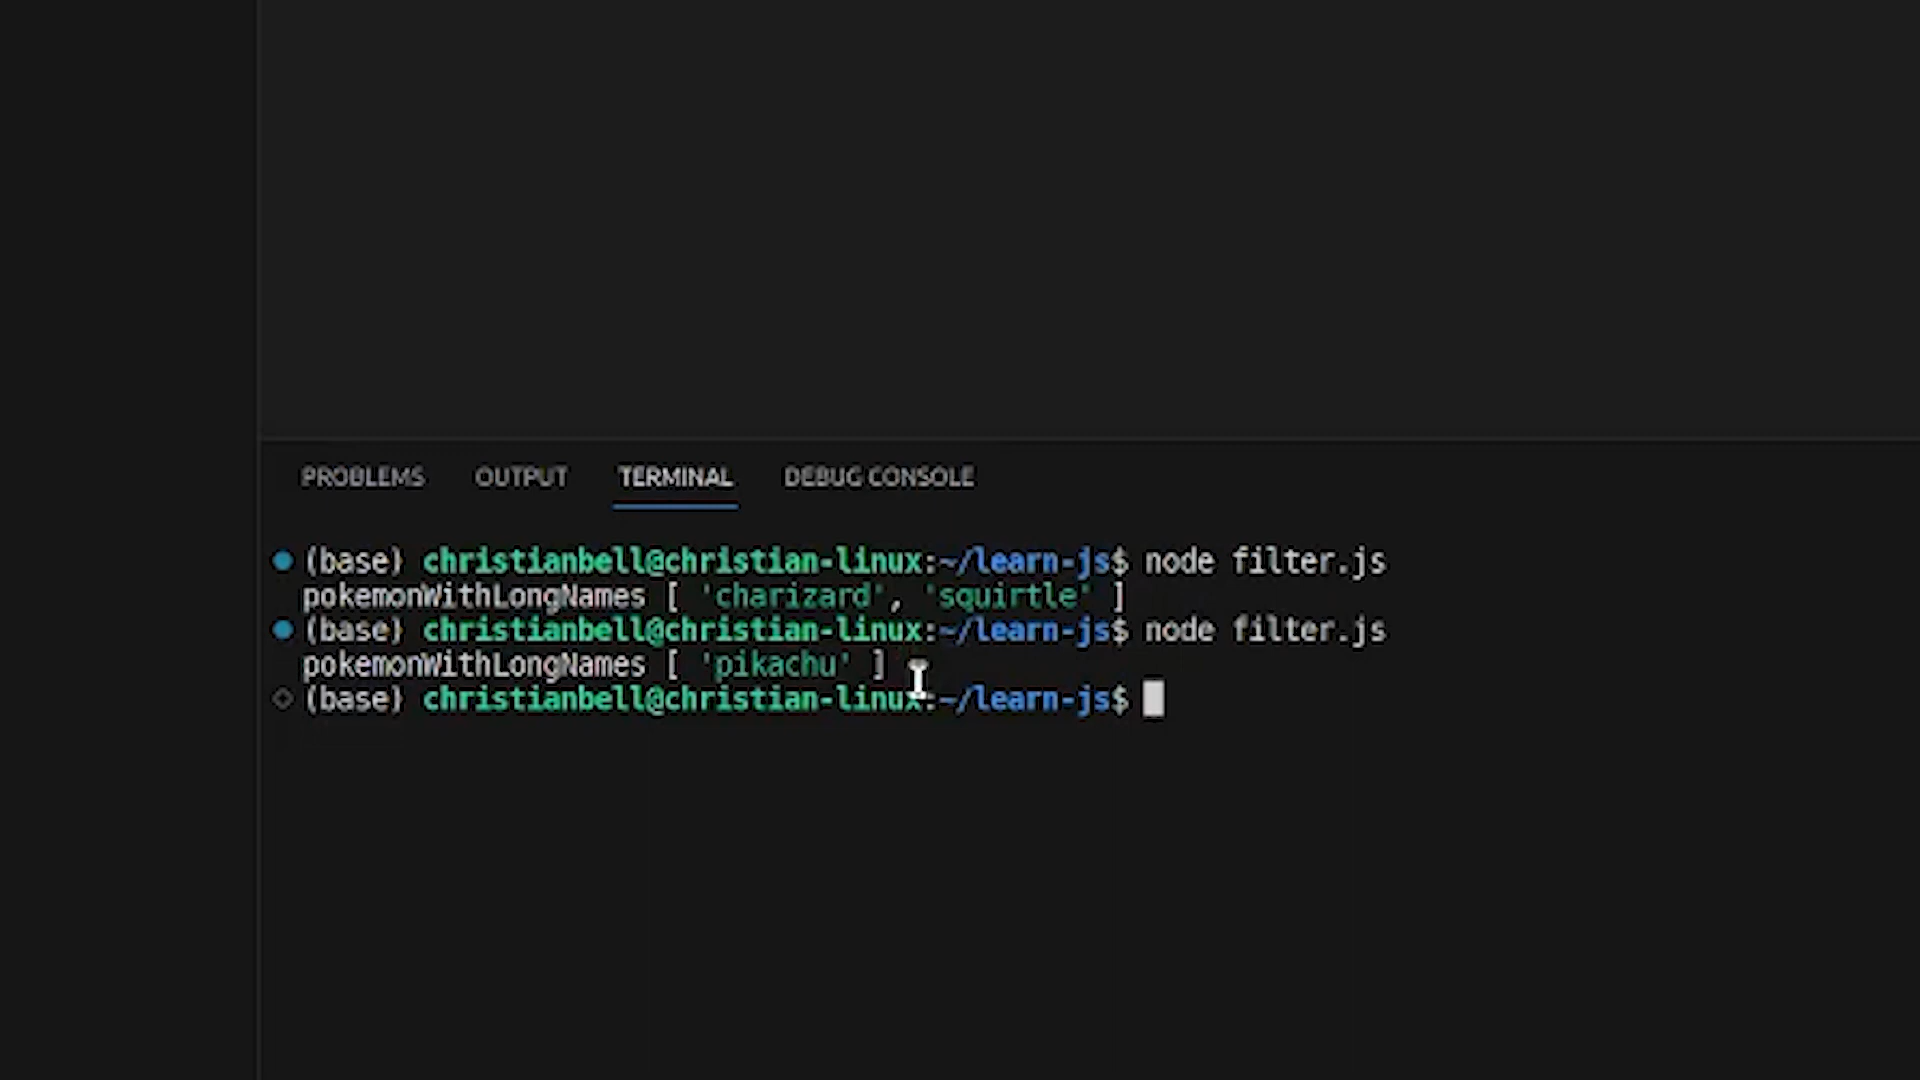 PROBLEMS OUTPUT TERMINAL DEBUG CONSOLE
(base) christianbell@christian-linux:~/learn-js$ node filter.js
pokemonWithLongNames [ 'charizard', 'squirtle' ]
(base) christianbell@christian-linux:~/learn-js$ node filter.js
pokemonWithLongNames [ 'pikachu' ]
(base) christianbell@christian-linux:~/learn-js$